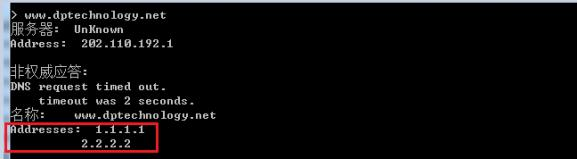 > www.dptechnology.net
服务器:  UnKnown
Address:  202.110.192.1
非权威应答:
DNS request timed out.
    timeout was 2 seconds.
名称:    www.dptechnology.net
Addresses:  1.1.1.1
          2.2.2.2